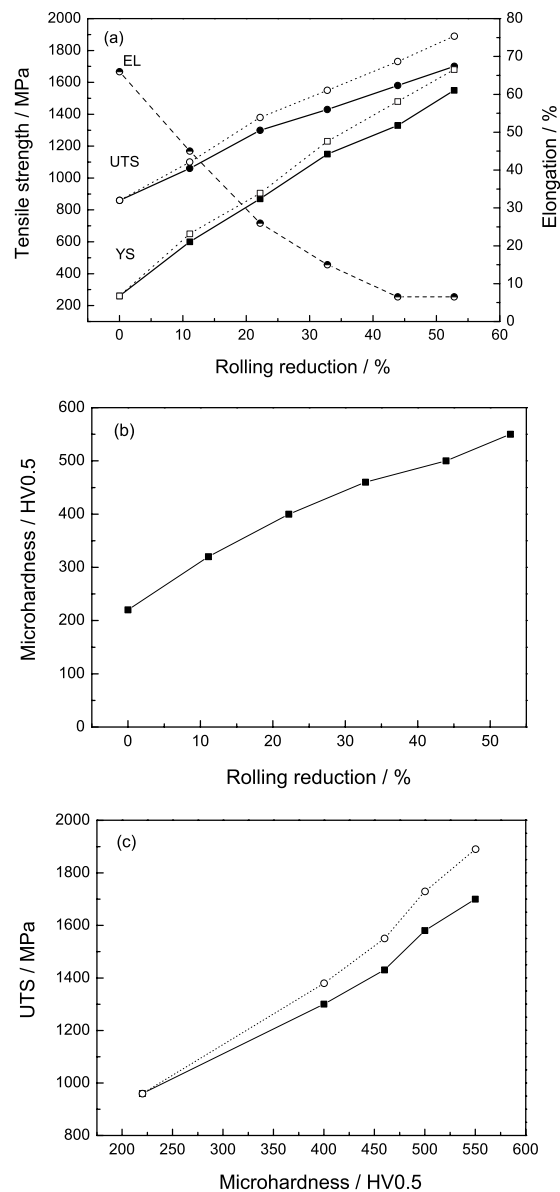 (a)
EL
UTS
YS
2000
1800
1600
1400
1200
1000
800
600
400
200
Tensile strength / MPa
80
70
60
50
40
30
20
10
0
Elongation / %
0 10 20 30 40 50 60
Rolling reduction / %
(b)
600
500
400
300
200
100
0
Microhardness / HV0.5
0 10 20 30 40 50
Rolling reduction / %
(c)
2000
1800
1600
1400
1200
1000
800
UTS / MPa
200 250 300 350 400 450 500 550 600
Microhardness / HV0.5